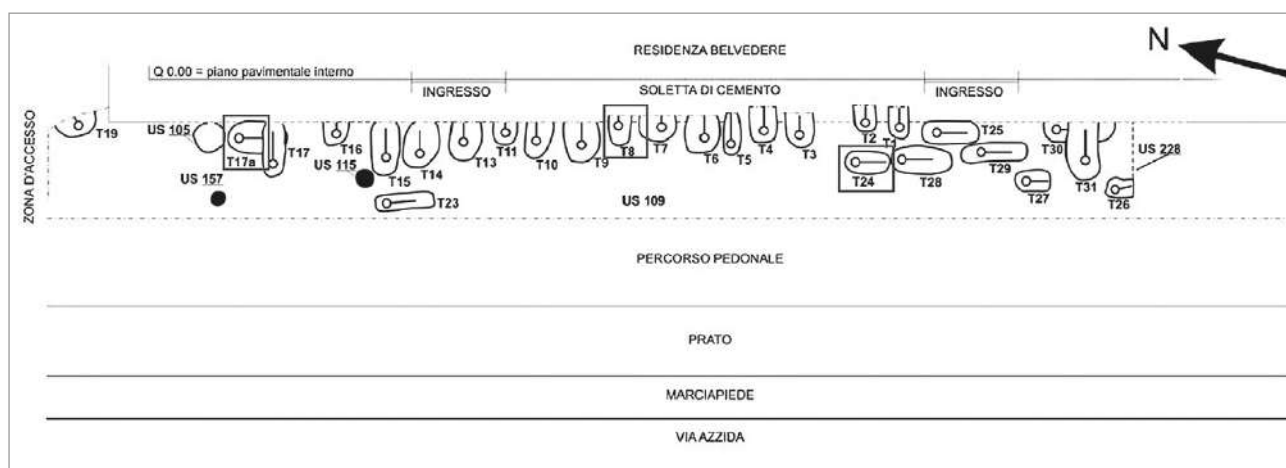 RESIDENZA BELVEDERE
N
Q 0.00 = piano pavimentale interno
INGRESSO
SOLETTA DI CEMENTO
INGRESSO
ZONA D'ACCESSO
T19
US 105
T17a
T17
US 157
T16
US 115
T15
T14
T13
T11
T10
T9
T8
T7
T6
T5
T4
T3
T2
T1
T25
T24
T28
T29
T30
T31
US 228
T27
T26
T23
US 109
PERCORSO PEDONALE
PRATO
MARCIAPIEDE
VIA AZZIDA